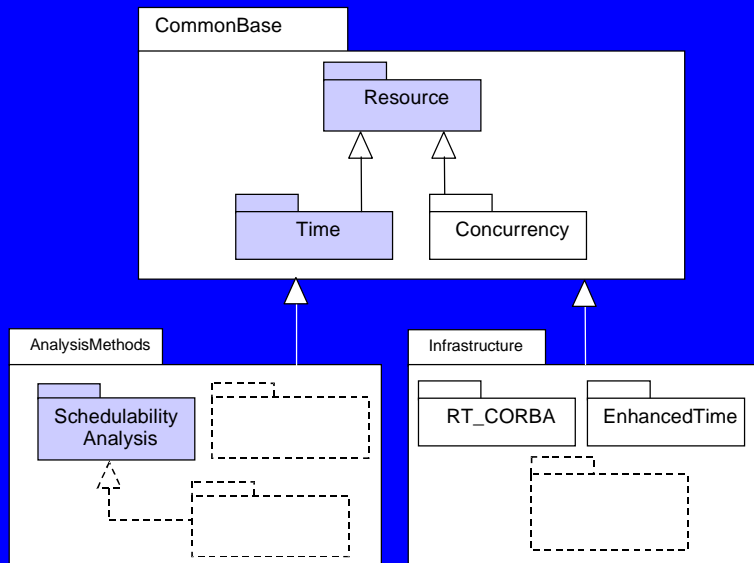 CommonBase
Resource
Time
Concurrency
AnalysisMethods
Schedulability
Analysis
Infrastructure
RT_CORBA
EnhancedTime